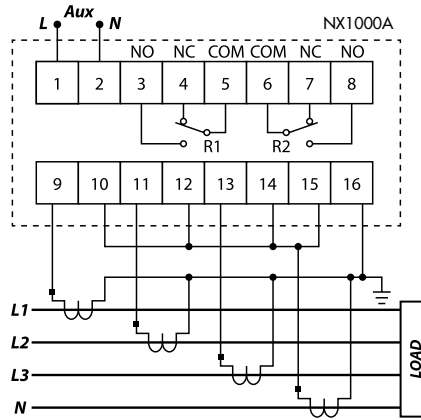 L Aux N NX1000A
NO NC COM COM NC NO
1 2 3 4 5 6 7 8
R1 R2
9 10 11 12 13 14 15 16
L1
L2
L3
N
LOAD